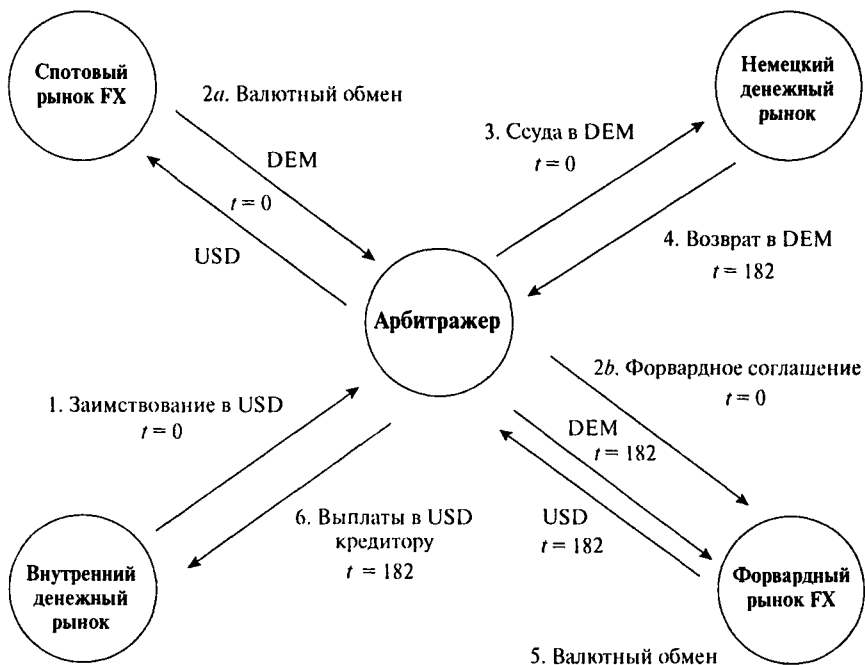 Спотовый
рынок FX
2а. Валютный обмен
DEM
t = 0
USD
Немецкий
денежный
рынок
3. Ссуда в DEM
t = 0
4. Возврат в DEM
t = 182
Арбитражер
1. Заимствование в USD
t = 0
2b. Форвардное соглашение
t = 0
DEM
t = 182
USD
t = 182
6. Выплаты в USD
кредитору
t = 182
Внутренний
денежный
рынок
Форвардный
рынок FX
5. Валютный обмен